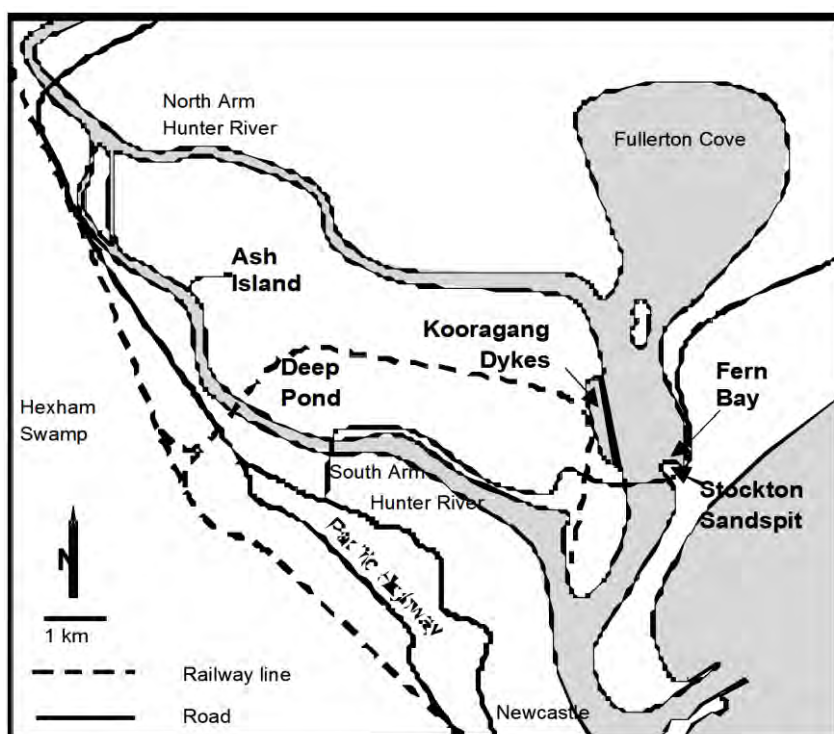 North Arm
Hunter River
Fullerton Cove
Ash
Island
Kooragang
Dykes
Deep
Pond
Fern
Bay
Hexham
Swamp
South Arm
Hunter River
Stockton
Sandspit
N
Highway
1 km
Railway line
Road
Newcastle